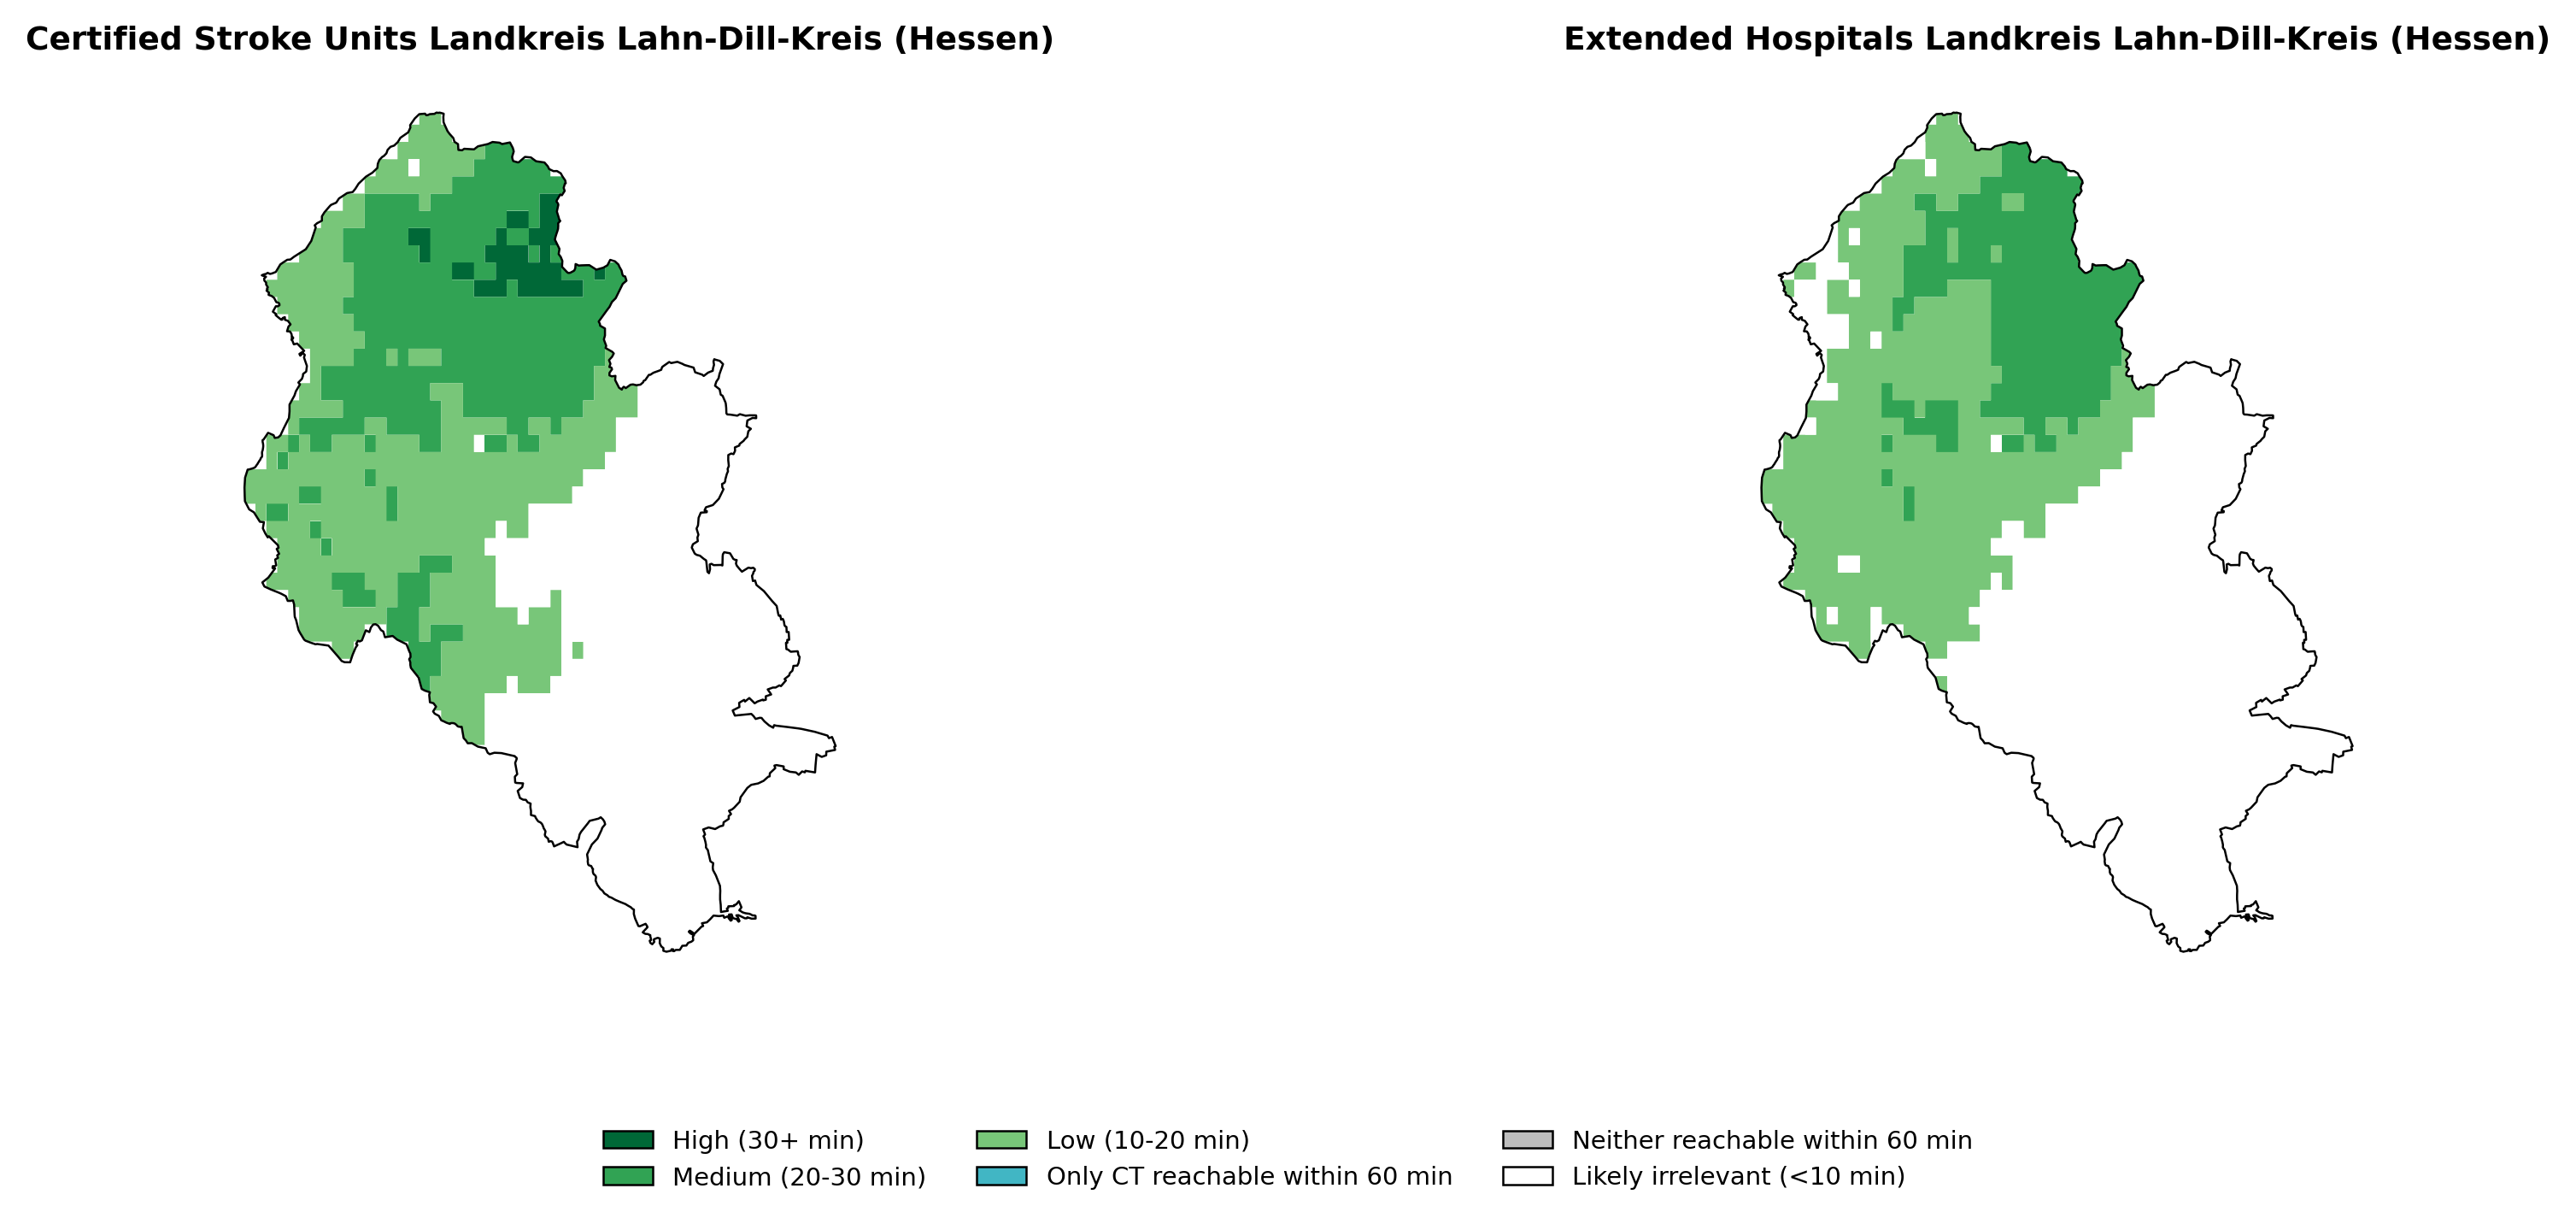 Certified Stroke Units Landkreis Lahn-Dill-Kreis (Hessen)
Extended Hospitals Landkreis Lahn-Dill-Kreis (Hessen)
High (30+ min)
Medium (20-30 min)
Low (10-20 min)
Only CT reachable within 60 min
Neither reachable within 60 min
Likely irrelevant (<10 min)